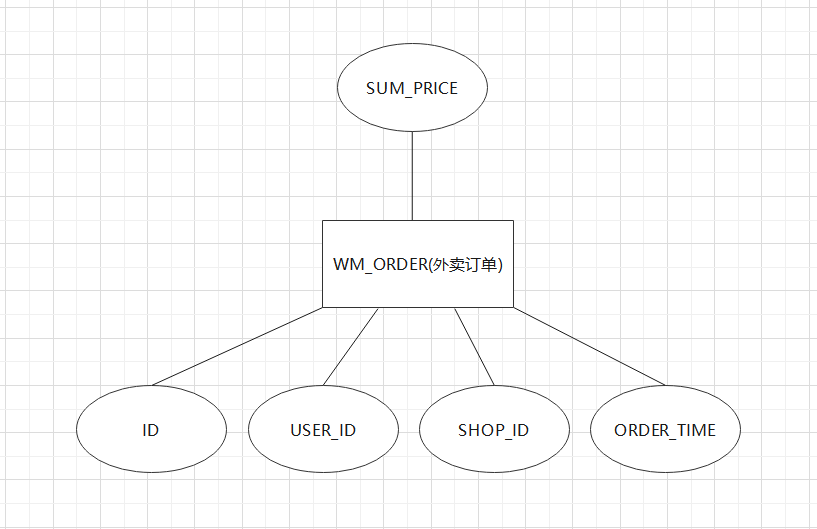 SUM_PRICE
WM_ORDER(外卖订单)
ID
USER_ID
SHOP_ID
ORDER_TIME